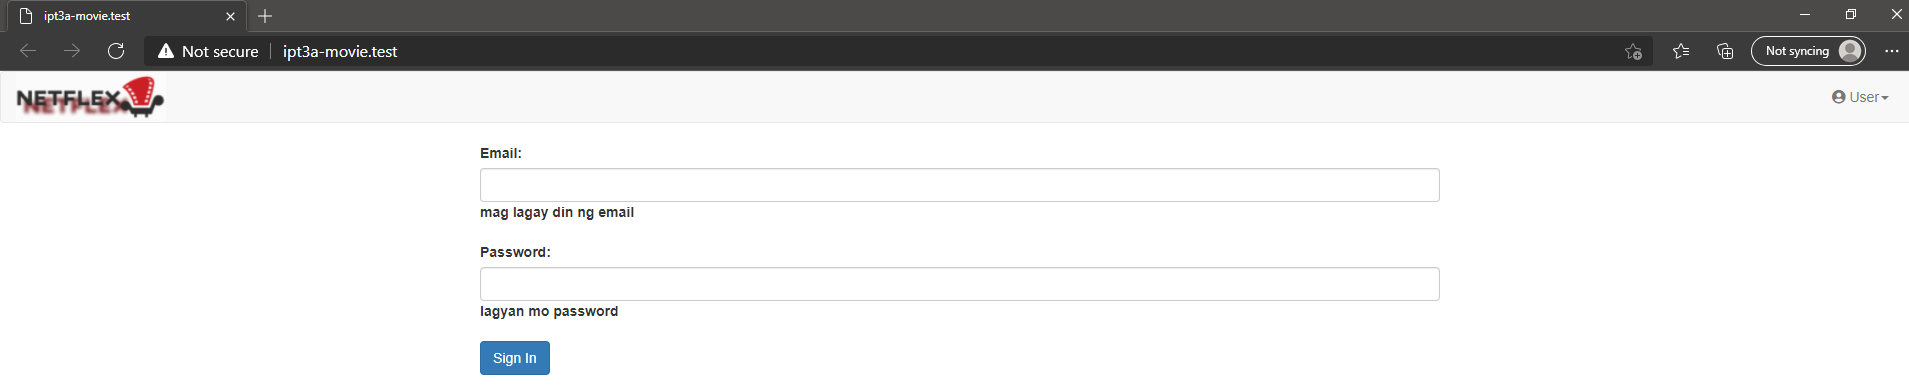 ipt3a-movie.test
Not secure ipt3a-movie.test Not syncing
NETFLEX User
Email:
mag lagay din ng email
Password:
lagyan mo password
Sign In